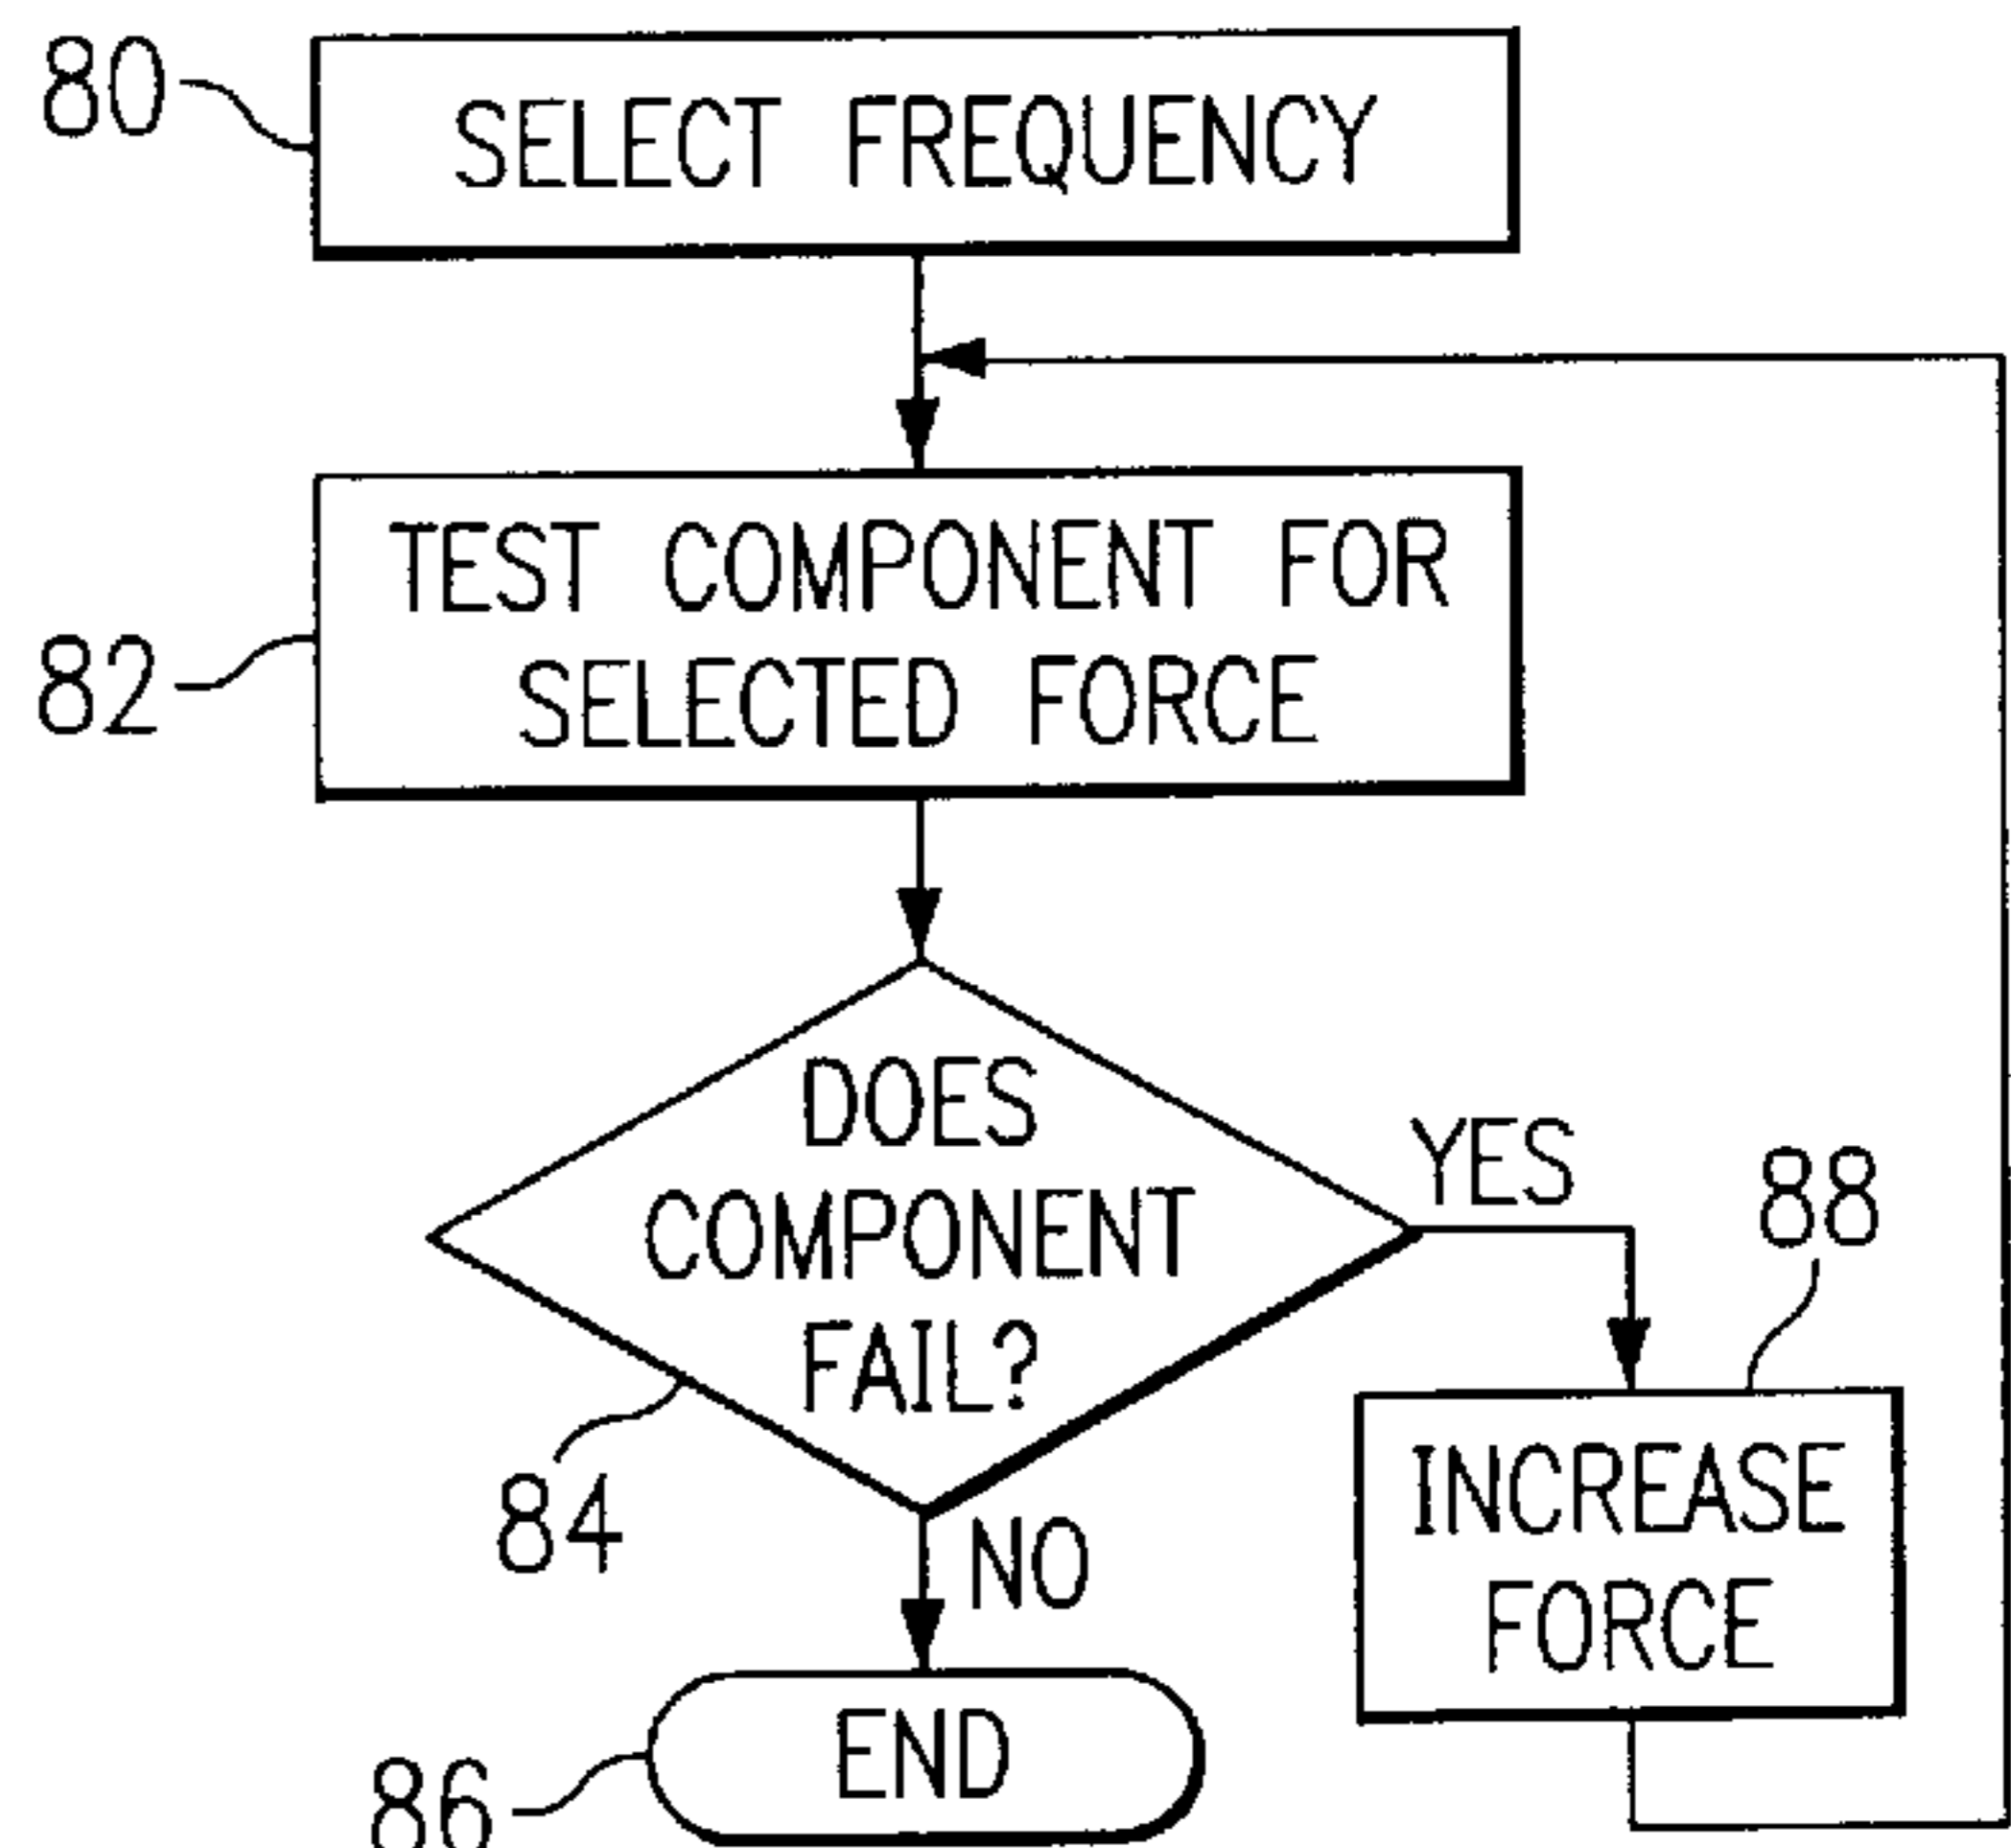 80
SELECT FREQUENCY
TEST COMPONENT FOR
SELECTED FORCE
82
DOES
COMPONENT
FAIL?
YES
88
84
NO
INCREASE
FORCE
END
86